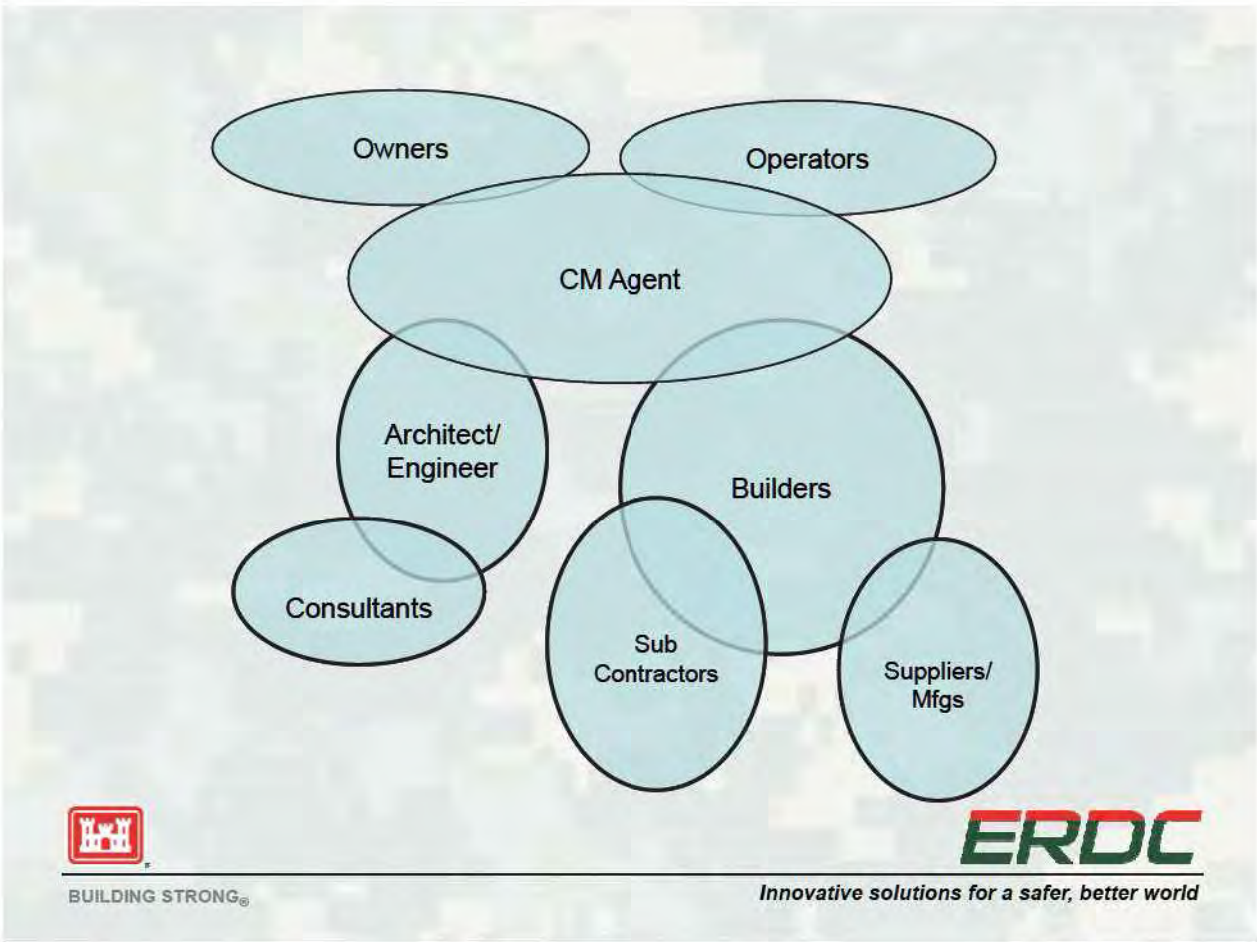 Owners
Operators
CM Agent
Architect/
Engineer
Builders
Consultants
Sub
Contractors
Suppliers/
Mfgs
BUILDING STRONG®
ERDC
Innovative solutions for a safer, better world